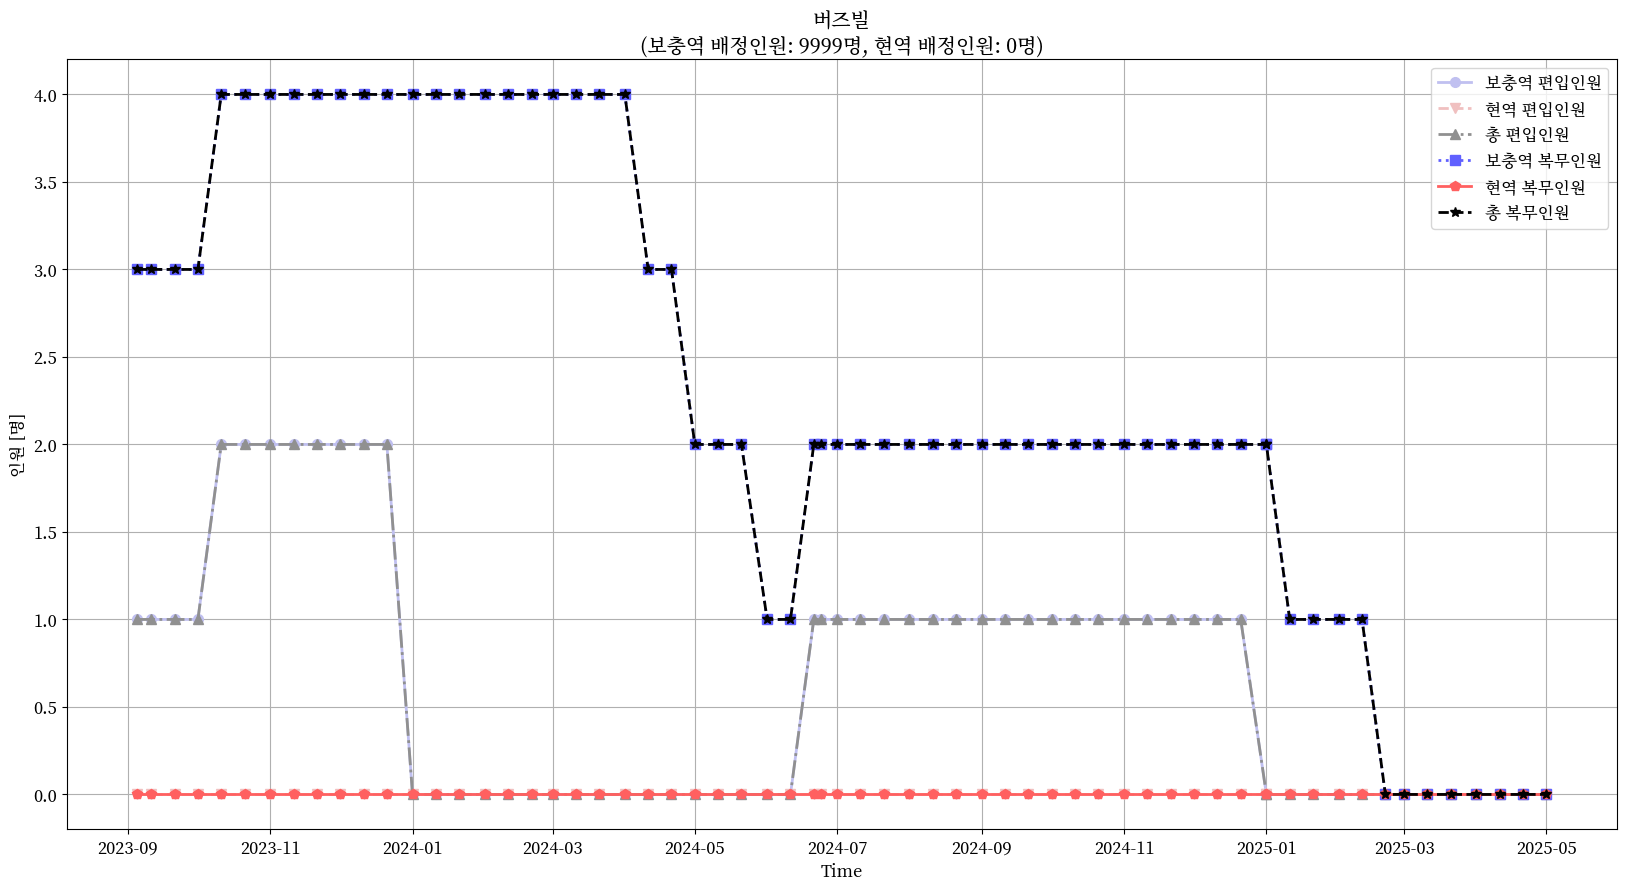 버즈빌
(보충역 배정인원: 9999명, 현역 배정인원: 0명)
보충역 편입인원
현역 편입인원
총 편입인원
보충역 복무인원
현역 복무인원
총 복무인원
인원 [명]
4.0
3.5
3.0
2.5
2.0
1.5
1.0
0.5
0.0
2023-09
2023-11
2024-01
2024-03
2024-05
2024-07
2024-09
2024-11
2025-01
2025-03
2025-05
Time